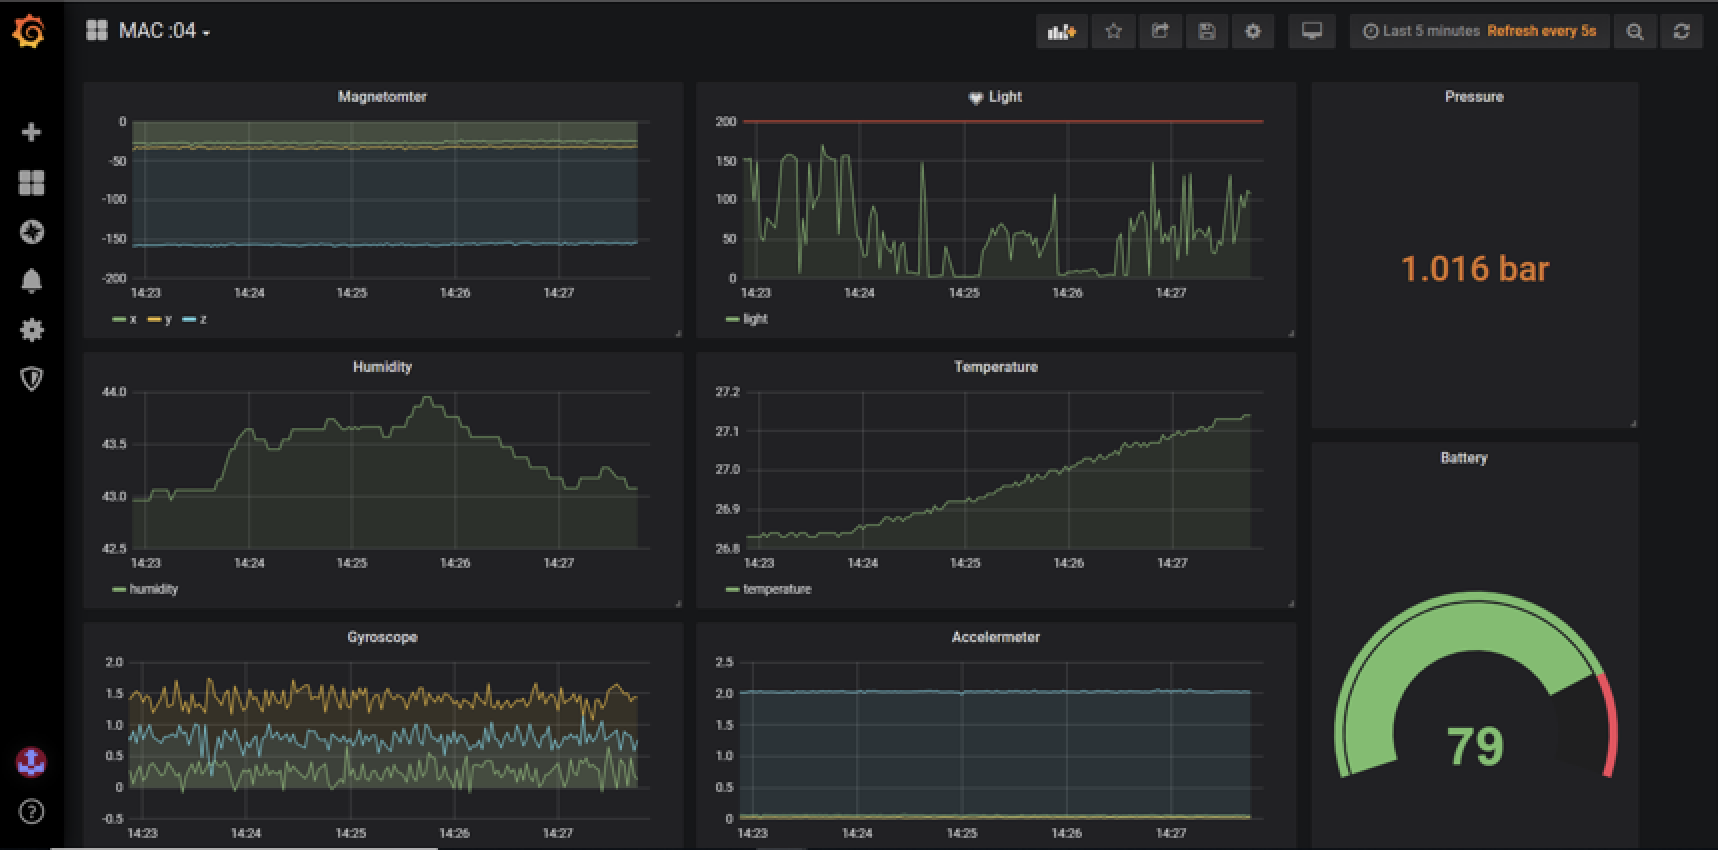 MAC :04
Last 5 minutes Refresh every 5s
Magnetomter
0
-50
-100
-150
-200
14:23 14:24 14:25 14:26 14:27
x y z
Light
200
150
100
50
0
14:23 14:24 14:25 14:26 14:27
light
Pressure
1.016 bar
Humidity
44.0
43.5
43.0
42.5
14:23 14:24 14:25 14:26 14:27
humidity
Temperature
27.2
27.1
27.0
26.9
26.8
14:23 14:24 14:25 14:26 14:27
temperature
Battery
79
Gyroscope
2.0
1.5
1.0
0.5
0
-0.5
14:23 14:24 14:25 14:26 14:27
Accelermeter
2.5
2.0
1.5
1.0
0.5
0
14:23 14:24 14:25 14:26 14:27